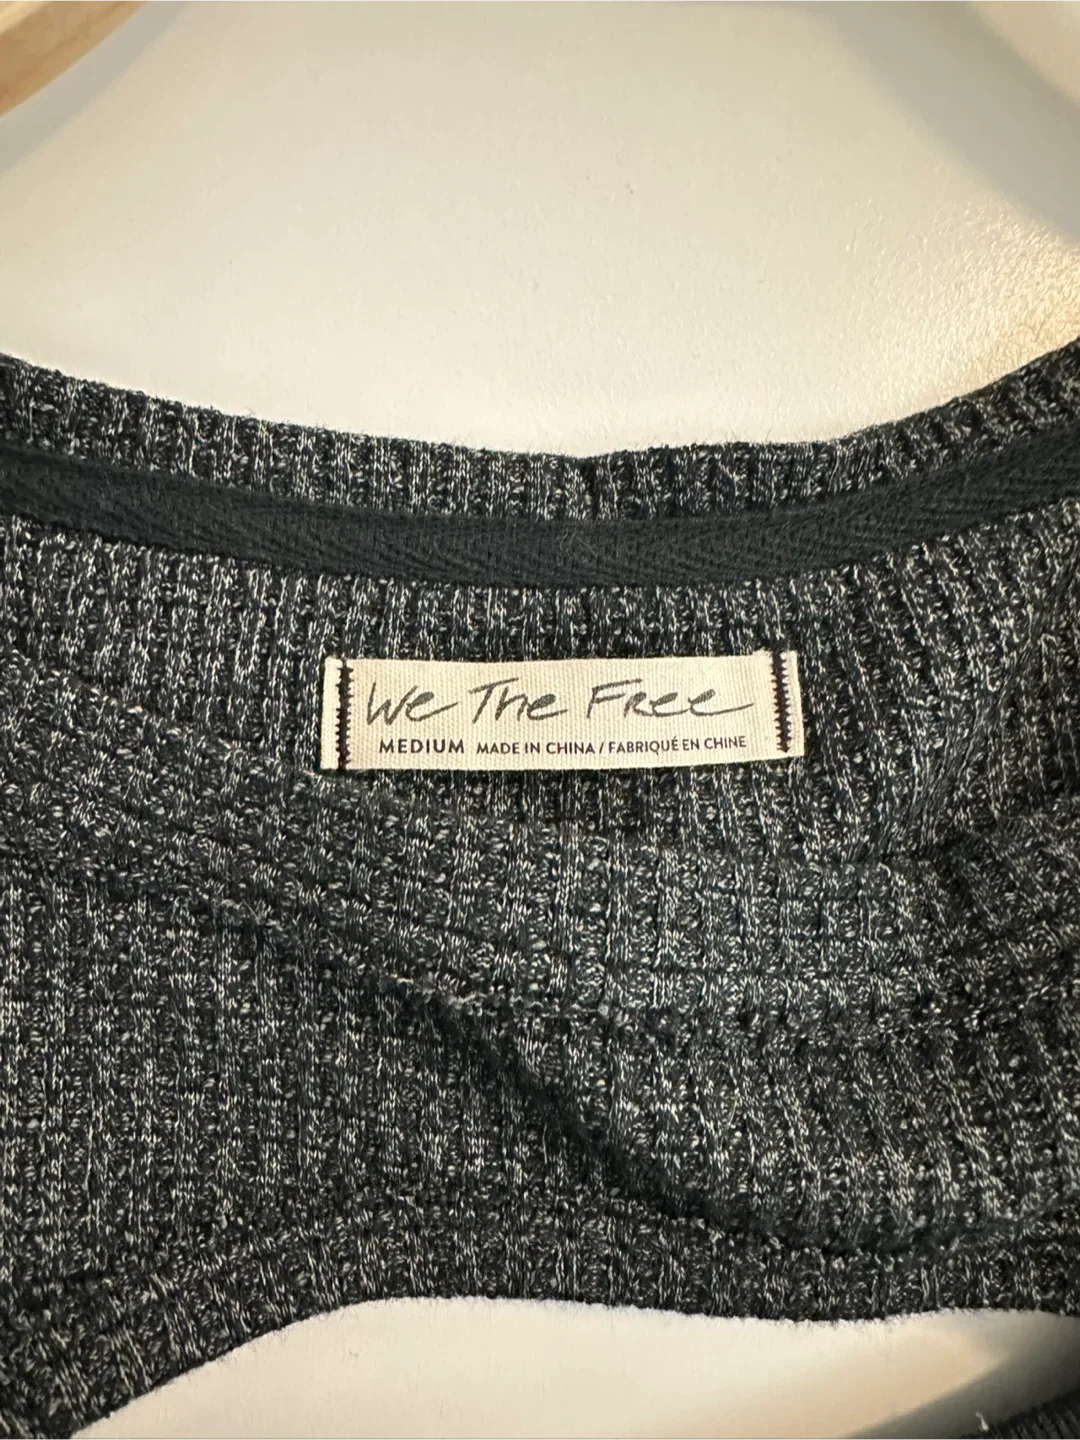 We The Free
MEDIUM MADE IN CHINA / FABRIQUÉ EN CHINE